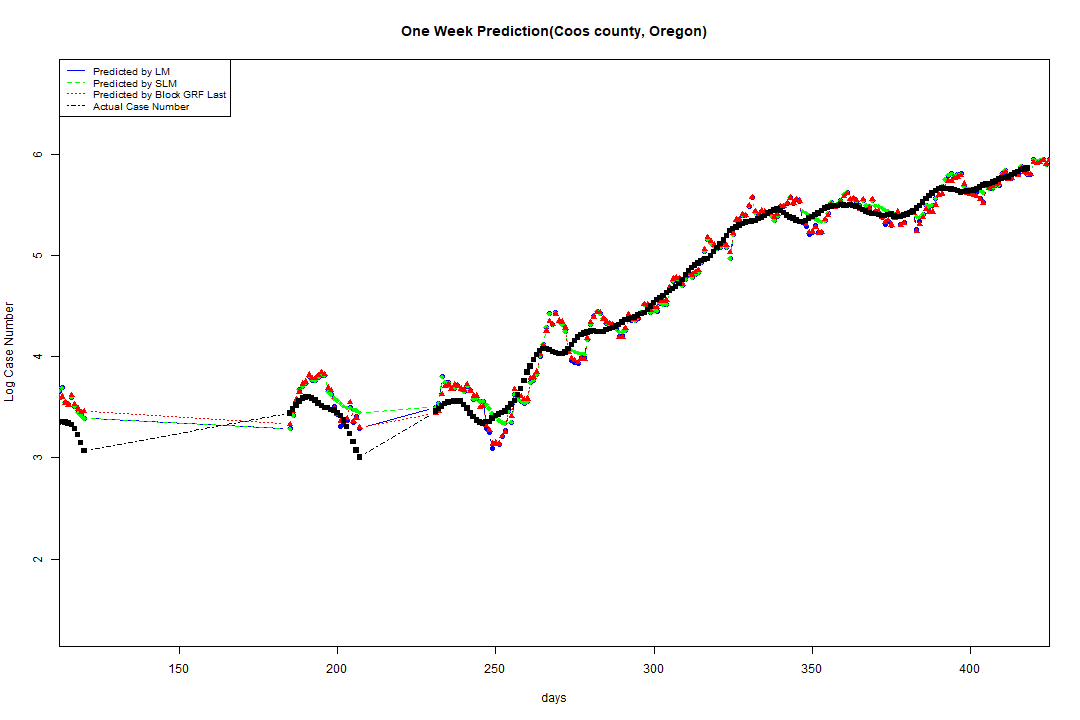 One Week Prediction(Coos county, Oregon)
Predicted by LM
Predicted by SLM
Predicted by Block GRF Last
Actual Case Number
Log Case Number
6
5
4
3
2
150 200 250 300 350 400
days